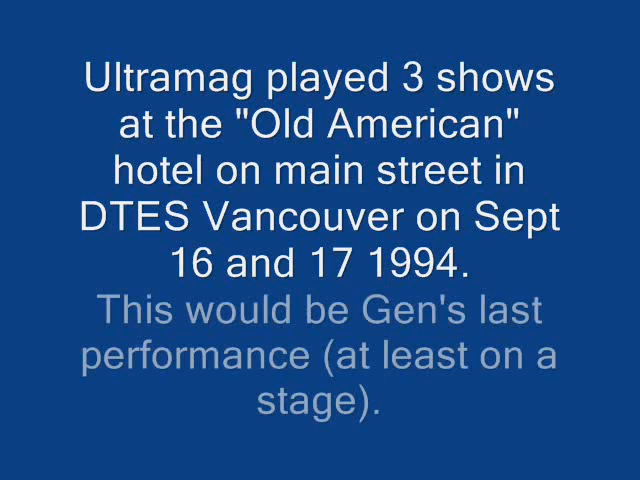 Ultramag played 3 shows
at the "Old American"
hotel on main street in
DTES Vancouver on Sept
16 and 17 1994.
This would be Gen's last
performance (at least on a
stage).